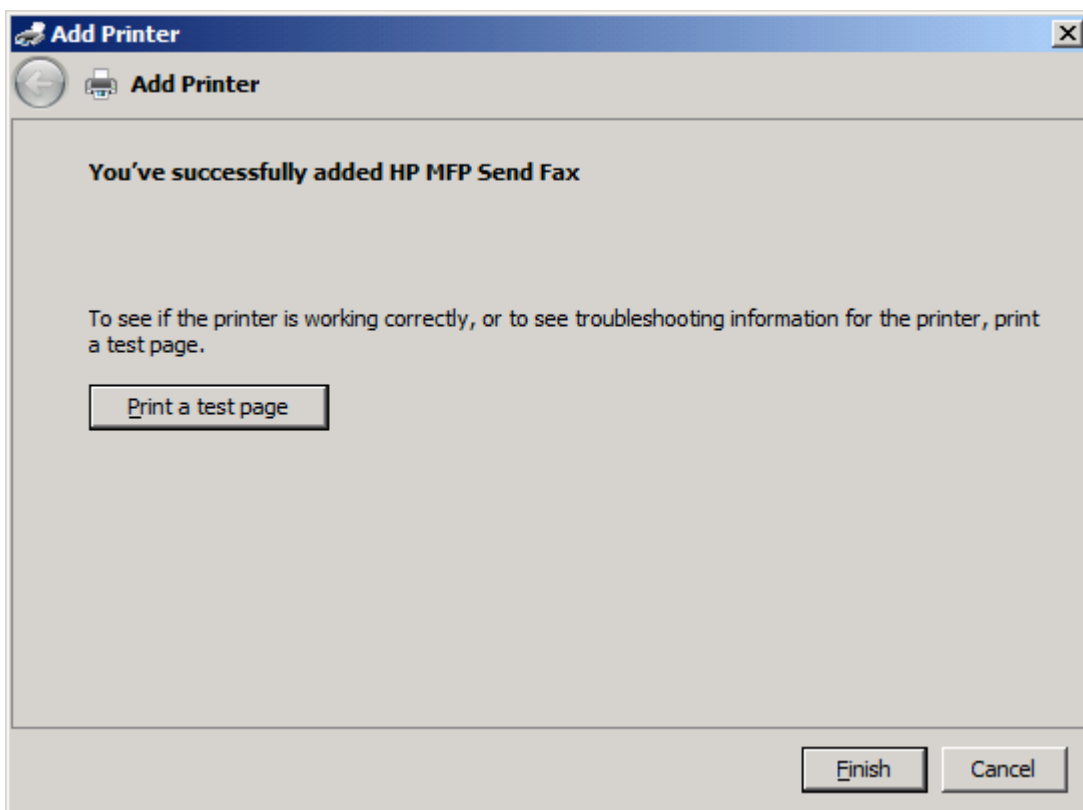 Add Printer
Add Printer
You've successfully added HP MFP Send Fax
To see if the printer is working correctly, or to see troubleshooting information for the printer, print
a test page.
Print a test page
Finish
Cancel